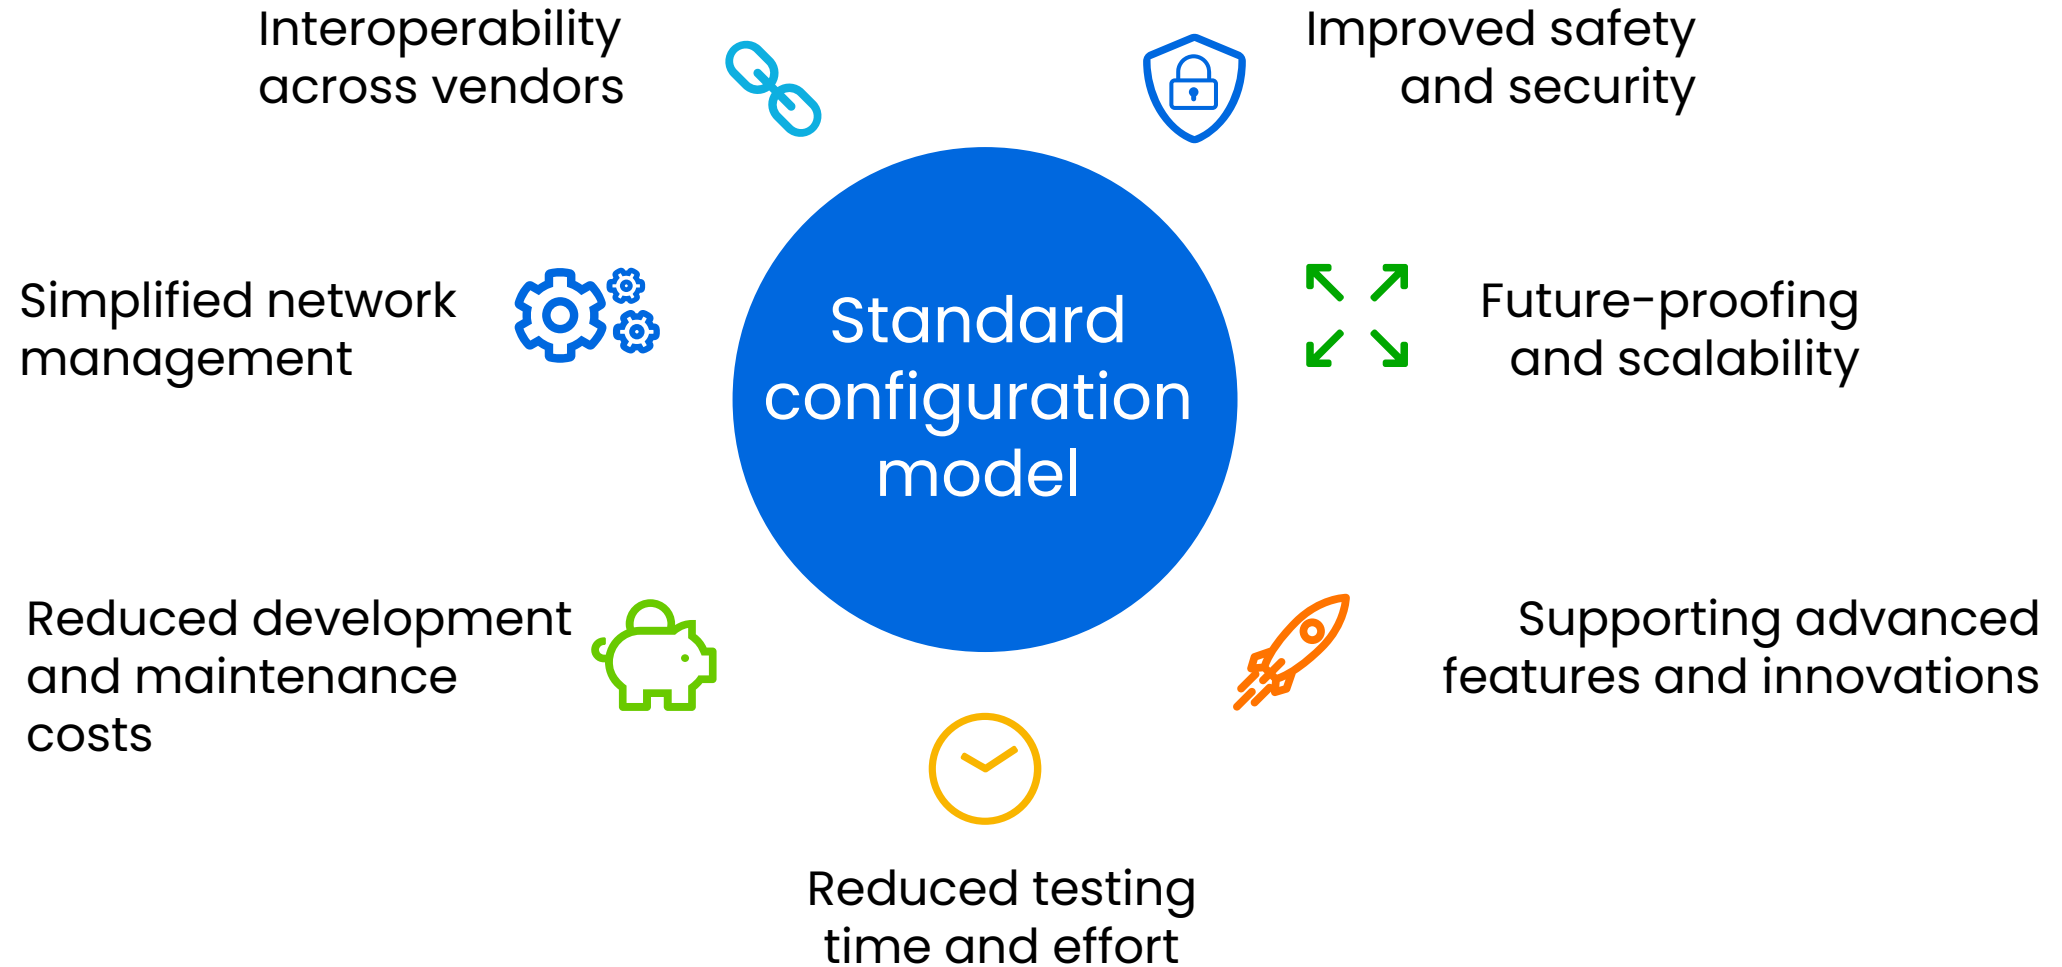 Interoperability
across vendors
Improved safety
and security
Simplified network
management
Standard
configuration
model
Future-proofing
and scalability
Reduced development
and maintenance
costs
Supporting advanced
features and innovations
Reduced testing
time and effort